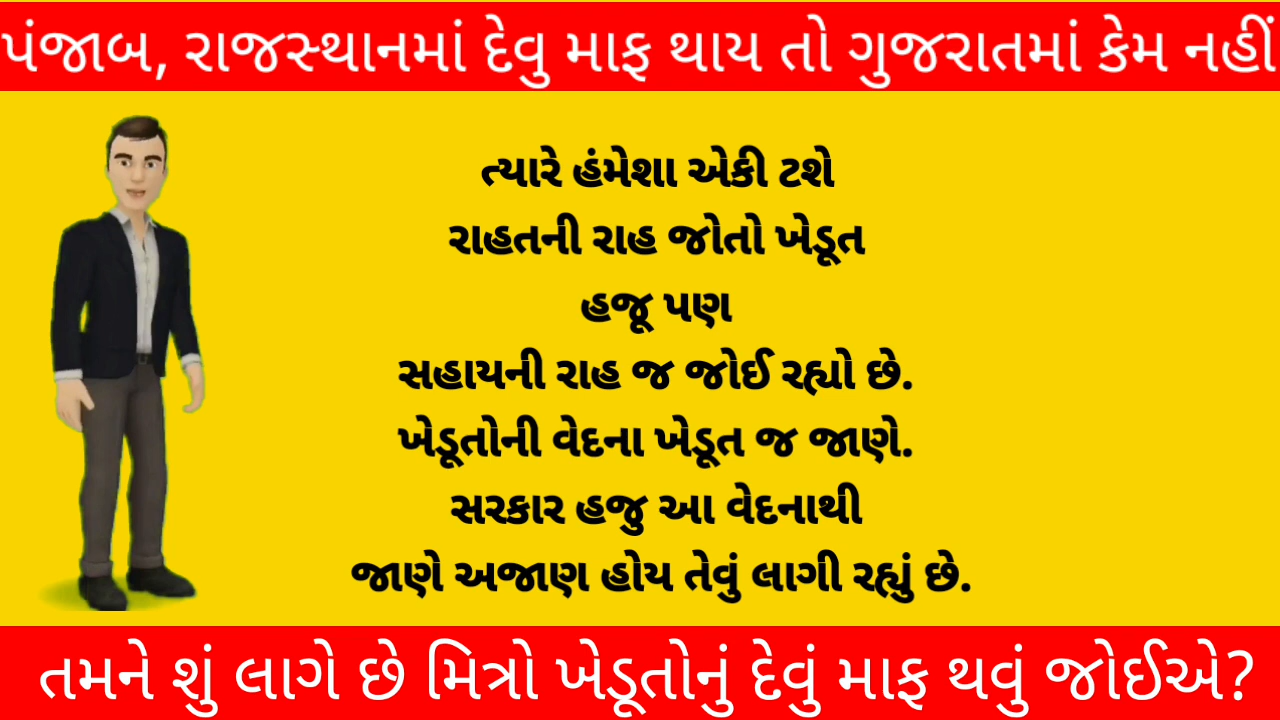 પંજાબ, રાજસ્થાનમાં દેવુ માફ થાય તો ગુજરાતમાં કેમ નહીં
ત્યારે હંમેશા એકી ટશે
રાહતની રાહ જોતો ખેડૂત
હજૂ પણ
સહાયની રાહ જ જોઈ રહ્યો છે.
ખેડૂતોની વેદના ખેડૂત જ જાણે.
સરકાર હજુ આ વેદનાથી
જાણે અજાણ હોય તેવું લાગી રહ્યું છે.
તમને શું લાગે છે મિત્રો ખેડૂતોનું દેવું માફ થવું જોઈએ?